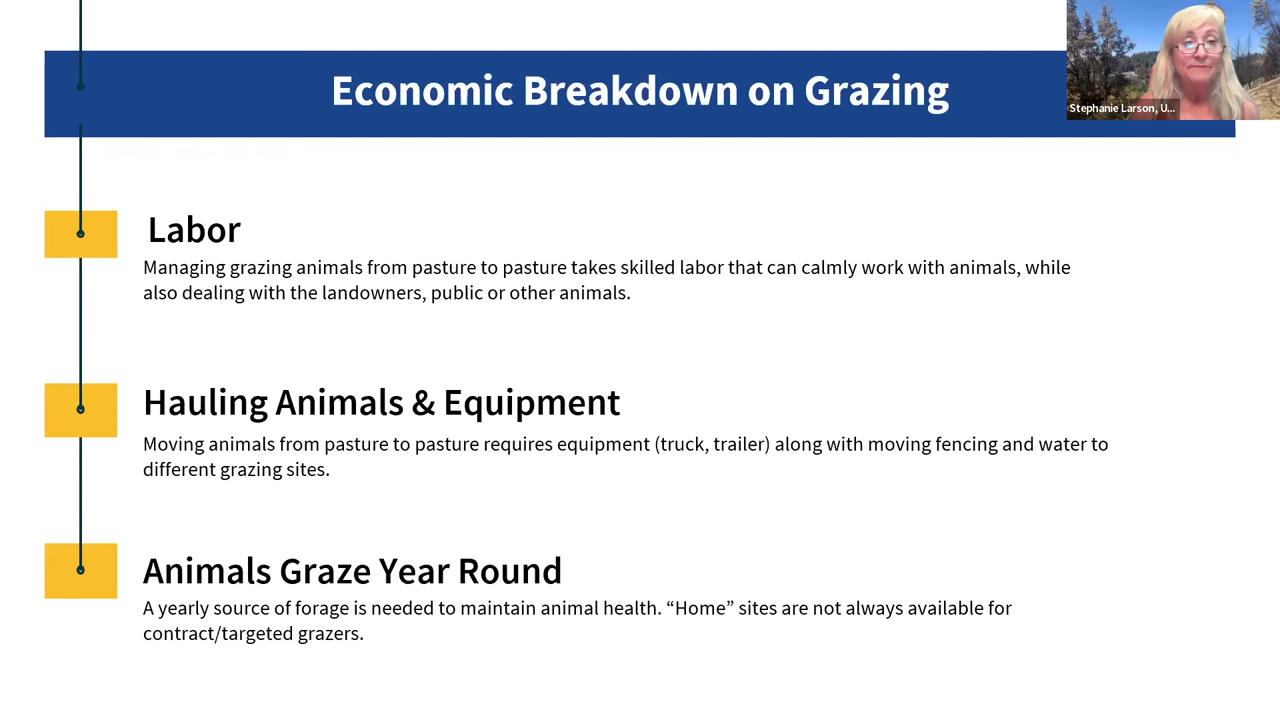 Economic Breakdown on Grazing
Stephanie Larson, U...
Labor
Managing grazing animals from pasture to pasture takes skilled labor that can calmly work with animals, while
also dealing with the landowners, public or other animals.
Hauling Animals & Equipment
Moving animals from pasture to pasture requires equipment (truck, trailer) along with moving fencing and water to
different grazing sites.
Animals Graze Year Round
A yearly source of forage is needed to maintain animal health. “Home” sites are not always available for
contract/targeted grazers.